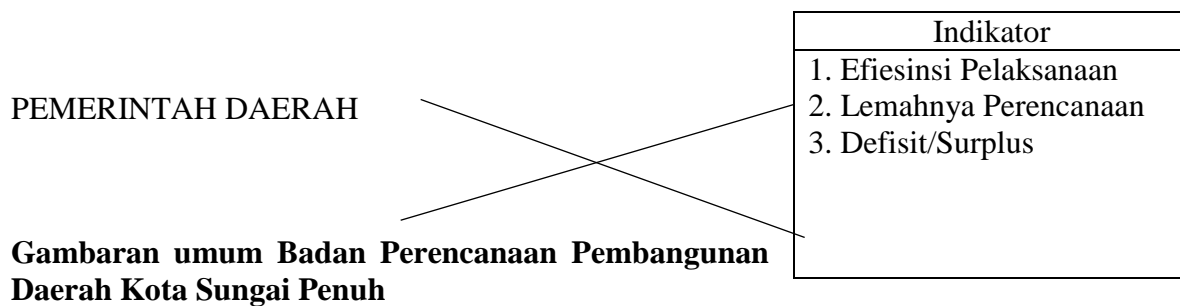 PEMERINTAH DAERAH
Gambaran umum Badan Perencanaan Pembangunan
Daerah Kota Sungai Penuh
Indikator
1. Efiesinsi Pelaksanaan
2. Lemahnya Perencanaan
3. Defisit/Surplus